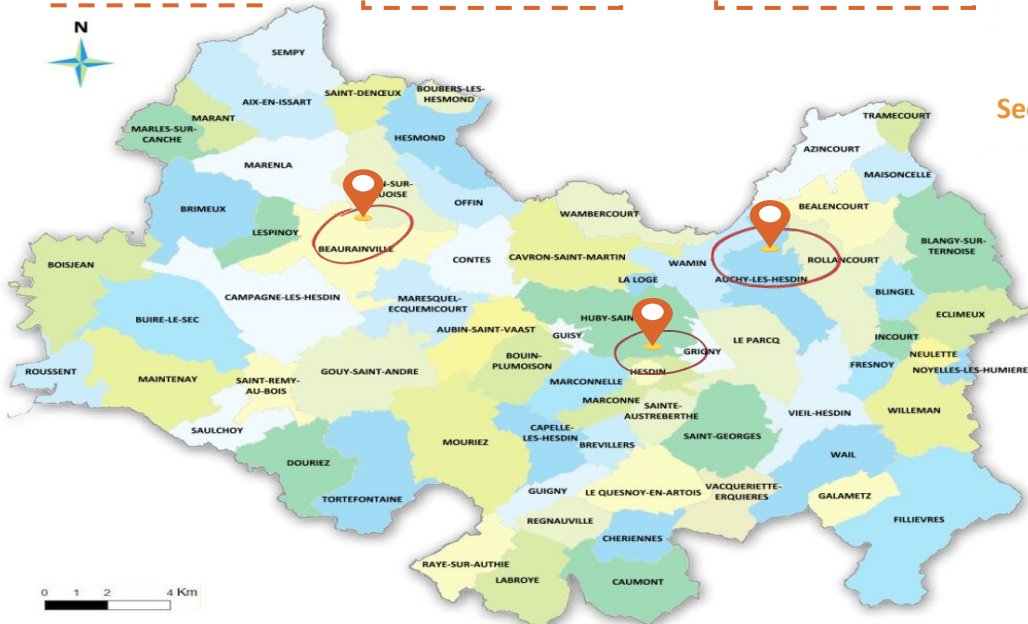 N
SEMPY
SAINT-DENŒUX
BOUBERS-LES-
HESMOND
AIX-EN-ISSART
MARANT
MARLES-SUR-
CANCHE
HESMOND
TRAMECOURT
AZINCOURT
MARENLA
MAISONCELLE
BRIMEUX
OFFIN
WAMBERCOURT
BEALENCOURT
LESPINOY
BEAURAINVILLE
BLANGY-SUR-
TERNOISE
BOISJEAN
CONTES
CAVRON-SAINT-MARTIN
WAMIN
ROLLANCOURT
LA LOGE
AUCHY-LES-HESDIN
CAMPAGNE-LES-HESDIN
MARESQUEL-
ECQUEMICOURT
BLINGEL
BUIRE-LE-SEC
HUBY-SAI
ECLIMEUX
AUBIN-SAINT-VAAST
GUISY
LE PARCQ
INCOURT
GRIGNY
BOUIN-
PLUMOISON
NEULETTE
FRESNOY
NOYELLES-LES-HUMIERE
ROUSSENT
MAINTENAY
SAINT-REMY-
AU-BOIS
GOUY-SAINT-ANDRE
HESDIN
MARCONNELLE
MARCONNE
SAINTE-
AUSTREBERTHE
VIEIL-HESDIN
WILLEMAN
SAULCHOY
CAPELLE-
LES-HESDIN
BREVILLERS
SAINT-GEORGES
MOURIEZ
WAIL
DOURIEZ
TORTEFONTAINE
GUIGNY
LE QUESNOY-EN-ARTOIS
VACQUERIETTE-
ERQUIERES
GALAMETZ
REGNAUVILLE
FILLIEVRES
CHERIENNES
RAYE-SUR-AUTHIE
LABROYE
CAUMONT
0 1 2 4 Km